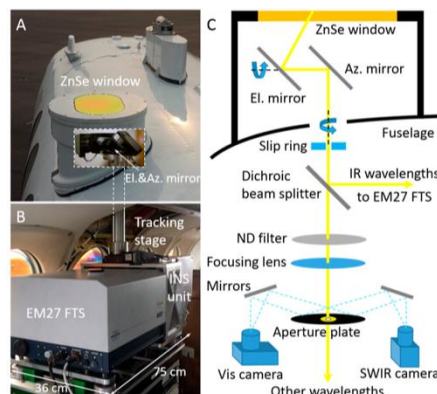 A
ZnSe window
El.&Az. mirror
B
Tracking
stage
INS
unit
EM27 FTS
36 cm
75 cm
C
ZnSe window
Az. mirror
El. mirror
Fuselage
Slip ring
Dichroic
beam splitter
IR wavelengths
to EM27 FTS
ND filter
Focusing lens
Mirrors
Aperture plate
Vis camera
SWIR camera
Other wavelengths